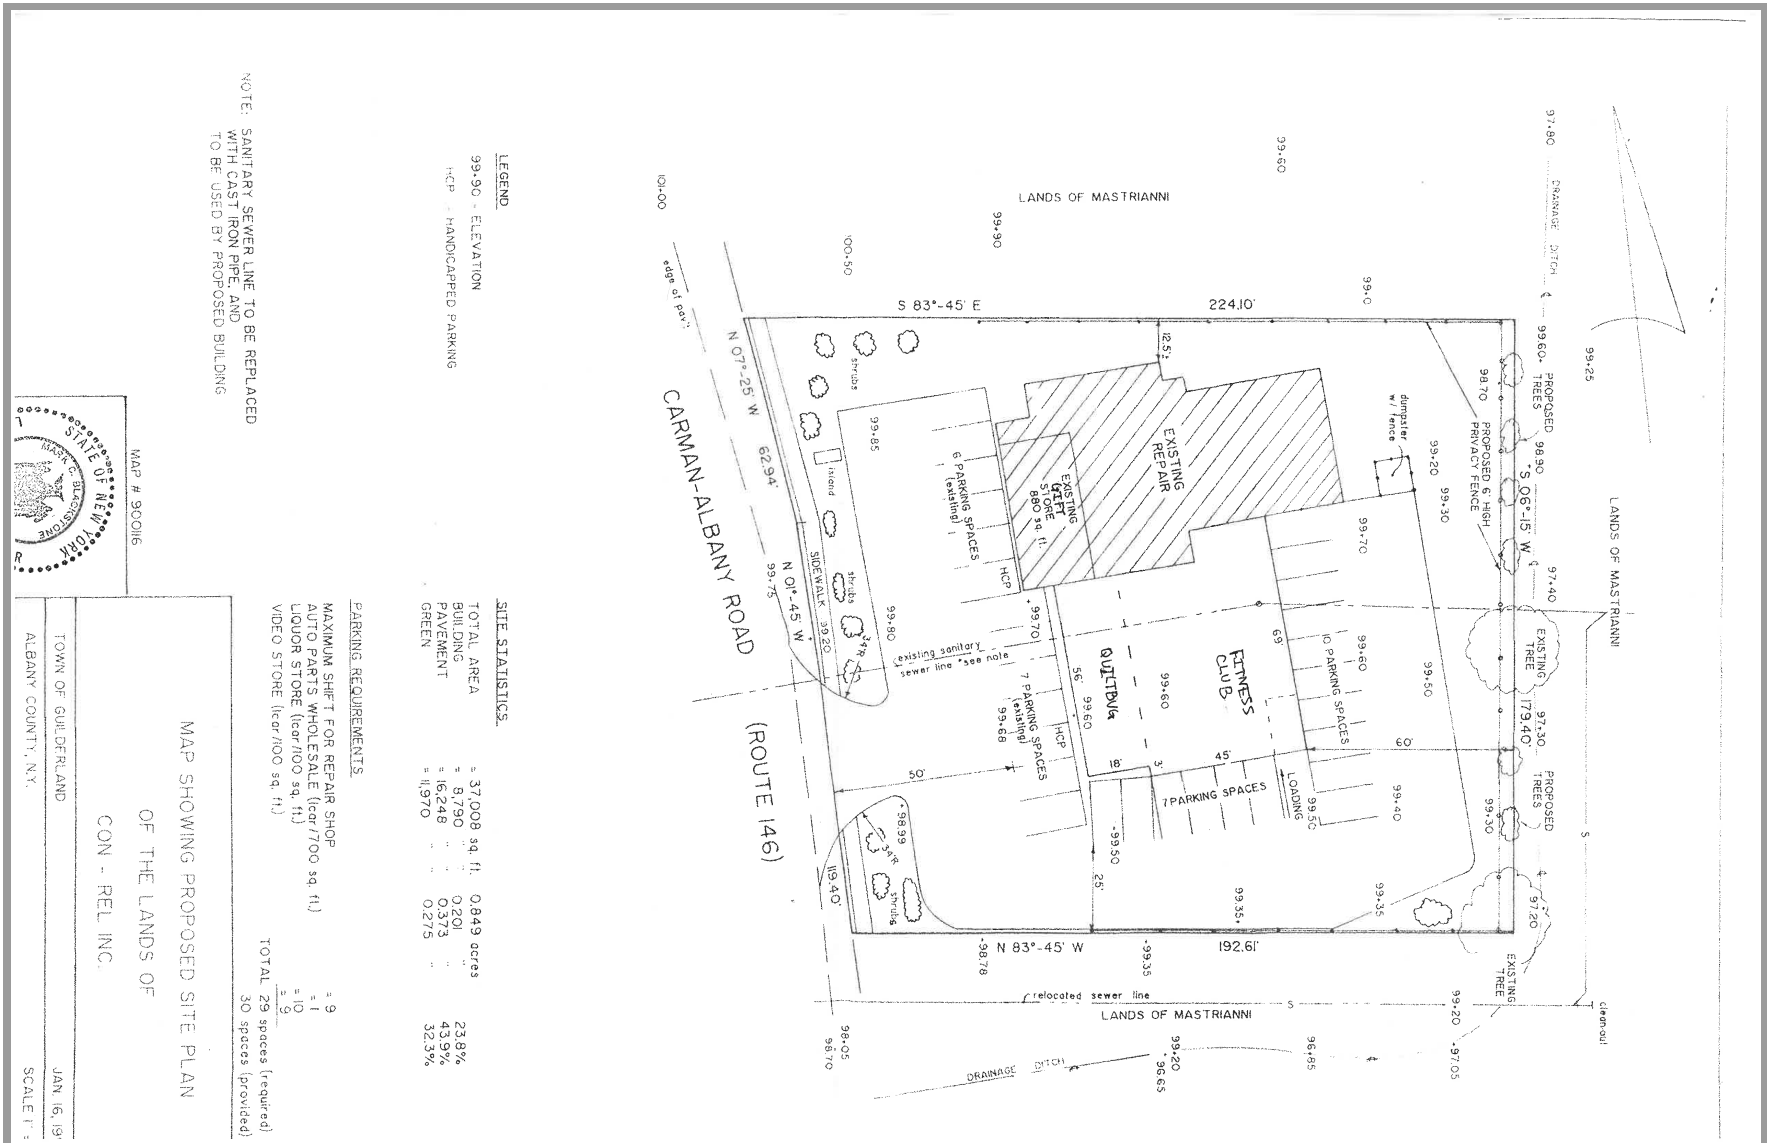 NOTE: SANITARY SEWER LINE TO BE REPLACED
WITH CAST IRON PIPE, AND
TO BE USED BY PROPOSED BUILDING
LEGEND
99+90 - ELEVATION
HCP - HANDICAPPED PARKING
SITE STATISTICS
TOTAL AREA = 37,008 sq. ft. 0.849 acres
BUILDING = 8,790 " " 0.201 " 23.8%
PAVEMENT = 16,248 " " 0.373 " 43.9%
GREEN = 11,970 " " 0.275 " 32.3%
PARKING REQUIREMENTS
MAXIMUM SHIFT FOR REPAIR SHOP = 9
AUTO PARTS WHOLESALE (1car/700 sq. ft.) = 1
LIQUOR STORE (1car/100 sq. ft.) = 10
VIDEO STORE (1car/100 sq. ft.) = 9
TOTAL 29 spaces (required)
30 spaces (provided)
MAP # 90016
STATE OF NEW YORK
MARK C. BLACKSTONE
MAP SHOWING PROPOSED SITE PLAN
OF THE LANDS OF
CON - REL INC.
TOWN OF GUILDERLAND
JAN. 16, 19
ALBANY COUNTY, N.Y.
SCALE 1" =
LANDS OF MASTRIANNI
99+60
99+90
101+00
100+50
99+0
97+80
DRAINAGE DITCH
99+25
S 83°-45' E
224.10'
12.5'±
edge of pav't
N 07°-25' W 62.94'
CARMAN-ALBANY ROAD
(ROUTE 146)
shrubs
99+85
island
SIDEWALK
99+20
N 01°-45' W
99+75
119.40'
6 PARKING SPACES
(existing)
HCP
EXISTING
REPAIR
EXISTING
GIFT
STORE
880 sq. ft.
dumpster
w/ fence
98+70
PROPOSED 6' HIGH
PRIVACY FENCE
99+60
PROPOSED
TREES
98+90
S 06°-15' W
179.40'
LANDS OF MASTRIANNI
97+40
EXISTING
TREE
97+30
PROPOSED
TREES
97+20
99+20
99+30
99+70
99+60
99+50
99+40
99+30
10 PARKING SPACES
69'
FITNESS
CLUB
QUILTBUG
99+60
99+70
56'
99+60
18'
3'
45'
60'
7 PARKING SPACES
LOADING
99+50
99+50
25'
99+35
99+35
existing sanitary
sewer line *see note
99+80
34'R
7 PARKING SPACES
(existing)
99+68
HCP
50'
98+99
34'R
shrubs
shrubs
98+78
N 83°-45' W
99+35
192.61'
EXISTING
TREE
relocated sewer line
S
S
clean-out
LANDS OF MASTRIANNI
98+05
98+70
DRAINAGE DITCH
99+20
96+65
96+85
99+20
97+05